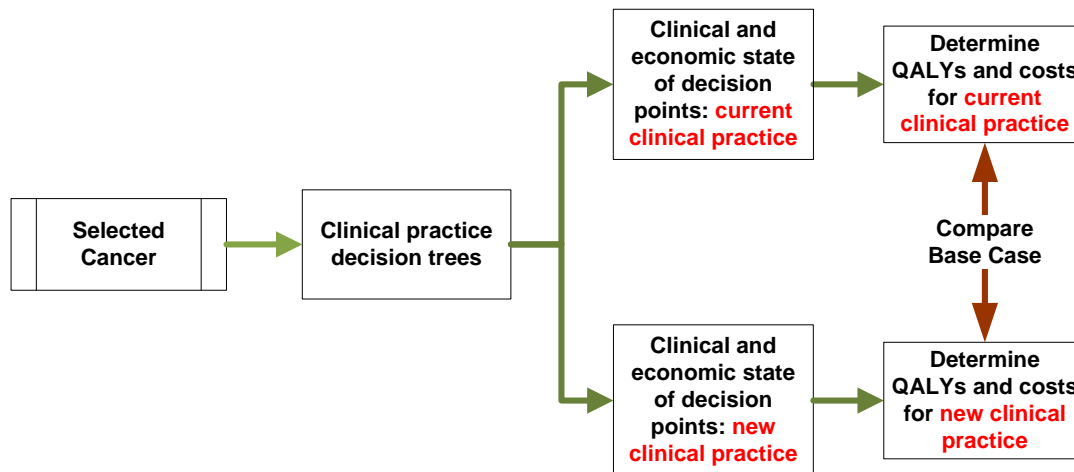 Selected
Cancer
Clinical practice
decision trees
Clinical and
economic state
of decision
points: current
clinical practice
Determine
QALYs and costs
for current
clinical practice
Compare
Base Case
Clinical and
economic state
of decision
points: new
clinical practice
Determine
QALYs and costs
for new clinical
practice